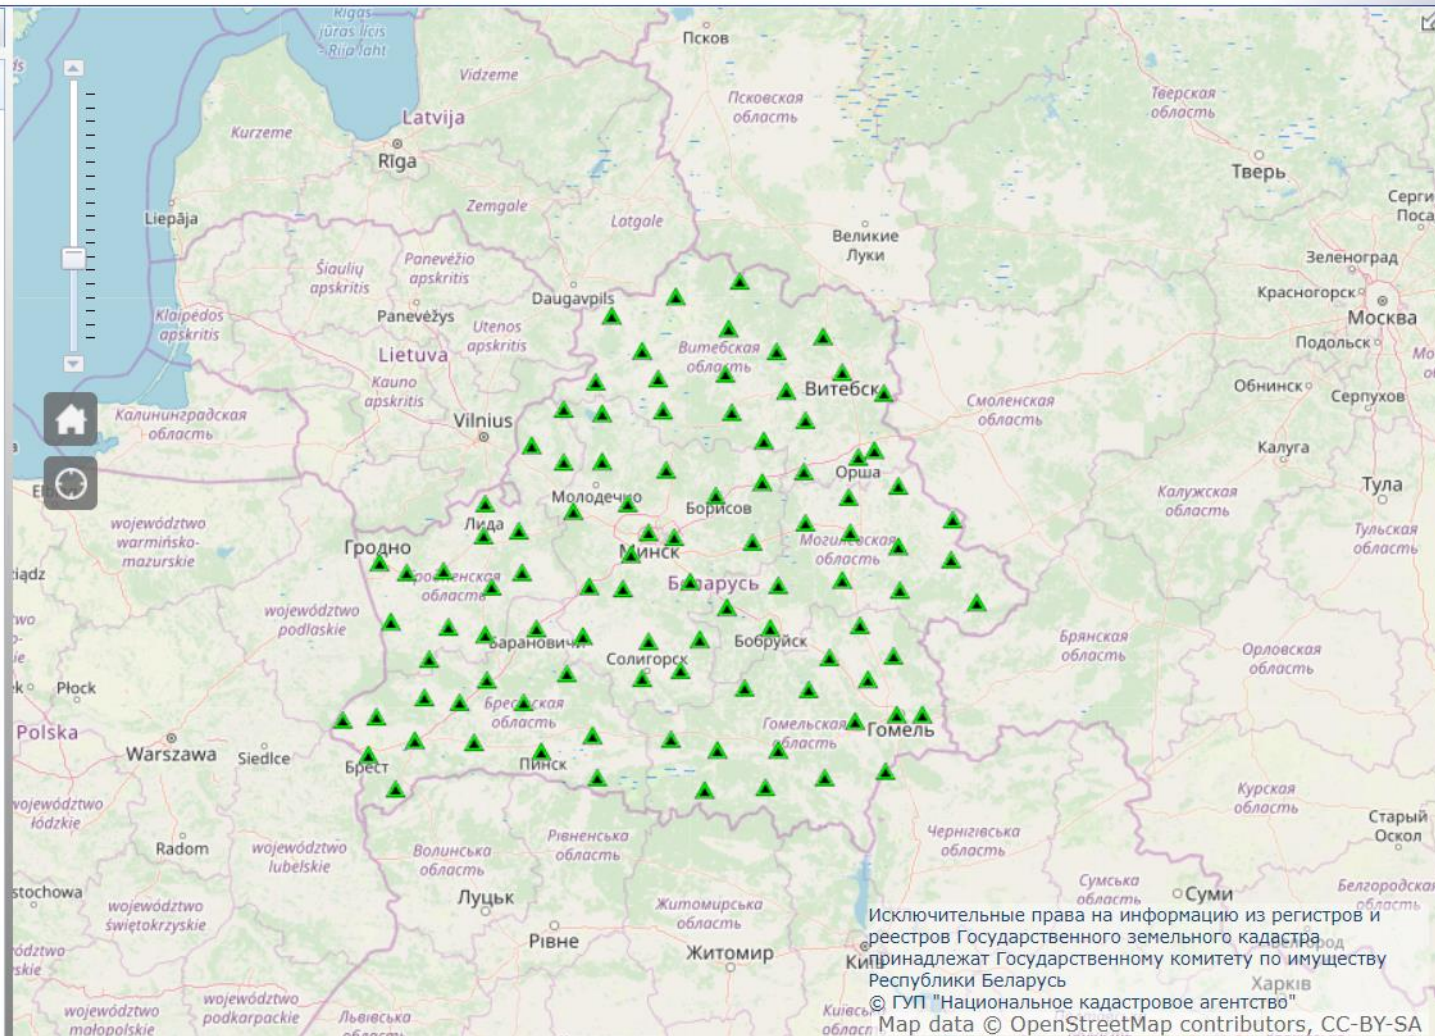 Rīgas
jūras līcis
- Riia laht
Псков
Vidzeme
Псковская
область
Тверская
область
Latvija
Kurzeme
Rīga
Тверь
Liepāja
Zemgale
Latgale
Великие
Луки
Зеленоград
Panevėžio
apskritis
Šiaulių
apskritis
Красногорск
Москва
Daugavpils
Panevėžys
Klaipėdos
apskritis
Utenos
apskritis
Lietuva
Подольск
Витебская
область
Kauno
apskritis
Витебск
Обнинск
Серпухов
Смоленская
область
Калининградская
область
Vilnius
Калуга
Орша
Тула
Молодечно
Борисов
Калужская
область
województwo
warmińsko-
mazurskie
Лида
Тульская
область
Гродно
Минск
Могилевская
область
область
Беларусь
województwo
podlaskie
Барановичи
Бобруйск
Солигорск
Брянская
область
Орловская
область
Płock
Брестская
область
Polska
Гомельская
область
Гомель
Warszawa
Siedlce
Брест
Пинск
województwo
łódzkie
Курская
область
Старый
Оскол
Radom
województwo
lubelskie
Волинська
область
Рівненська
область
Чернігівська
область
Луцьк
Житомирська
область
Сумська
область
Суми
województwo
świętokrzyskie
Рівне
Житомир
Исключительные права на информацию из регистров и
реестров Государственного земельного кадастра
принадлежат Государственному комитету по имуществу
Республики Беларусь
© ГУП "Национальное кадастровое агентство"
Харків
województwo
małopolskie
województwo
podkarpackie
Львівська
область
Map data © OpenStreetMap contributors, CC-BY-SA